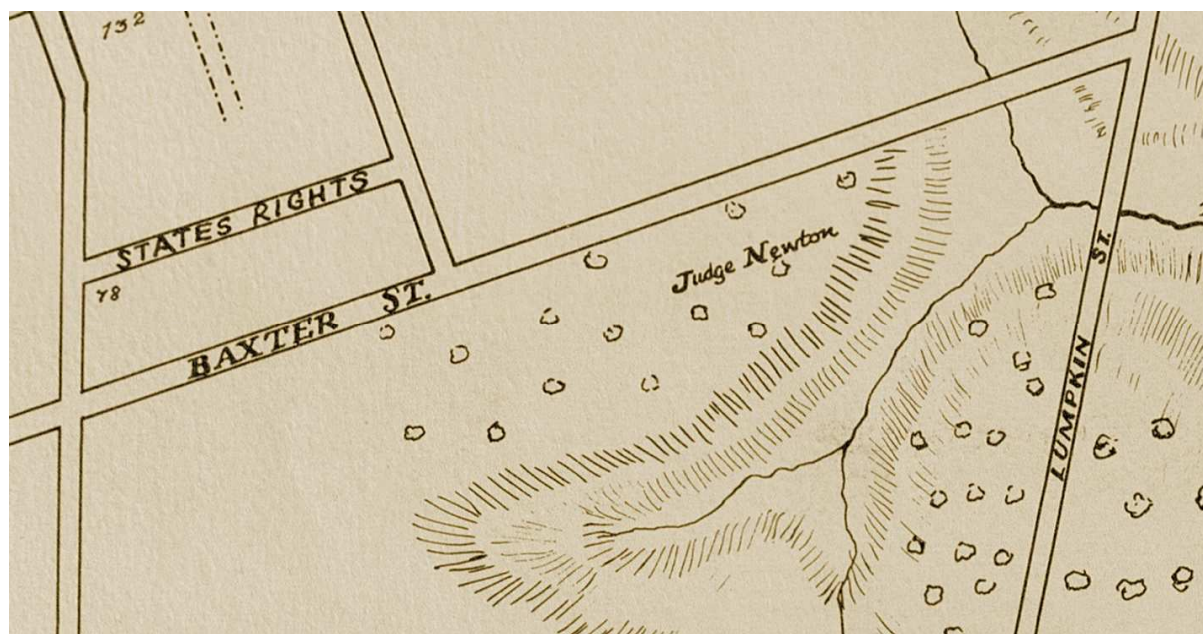 132
STATES RIGHTS
78
BAXTER ST.
Judge Newton
LUMPKIN ST.